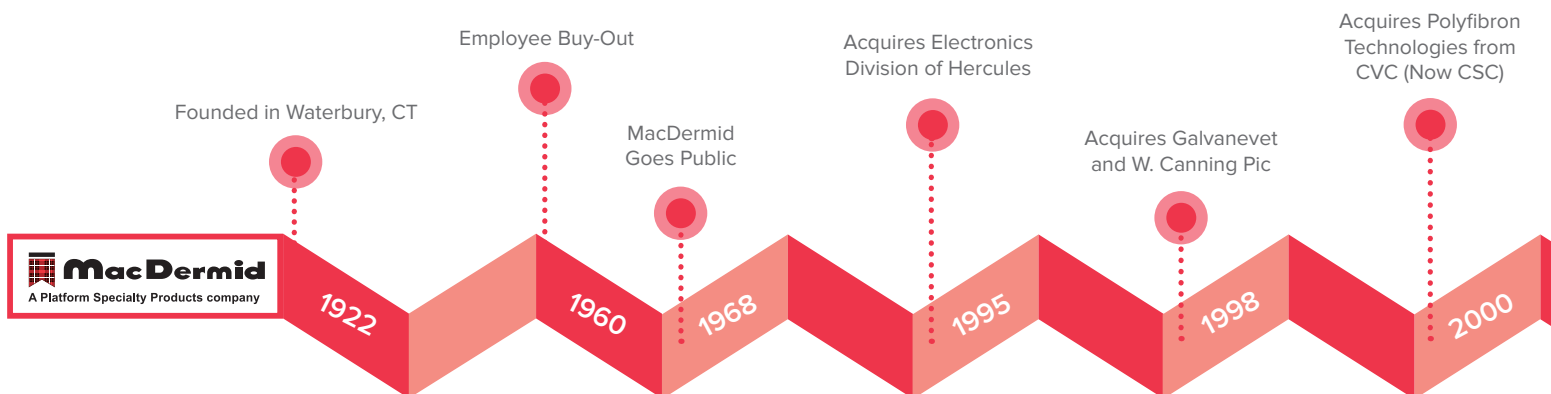 Founded in Waterbury, CT
Employee Buy-Out
MacDermid
Goes Public
Acquires Electronics
Division of Hercules
Acquires Galvanevet
and W. Canning Pic
Acquires Polyfibron
Technologies from
CVC (Now CSC)
MacDermid
A Platform Specialty Products company
1922
1960
1968
1995
1998
2000